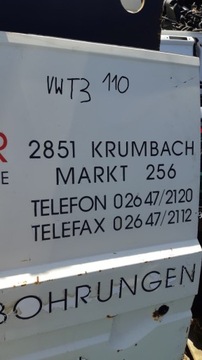 VWT3 110
R
2851 KRUMBACH
E MARKT 256
TELEFON 02647/2120
TELEFAX 02647/2112
BOHRUNGEN